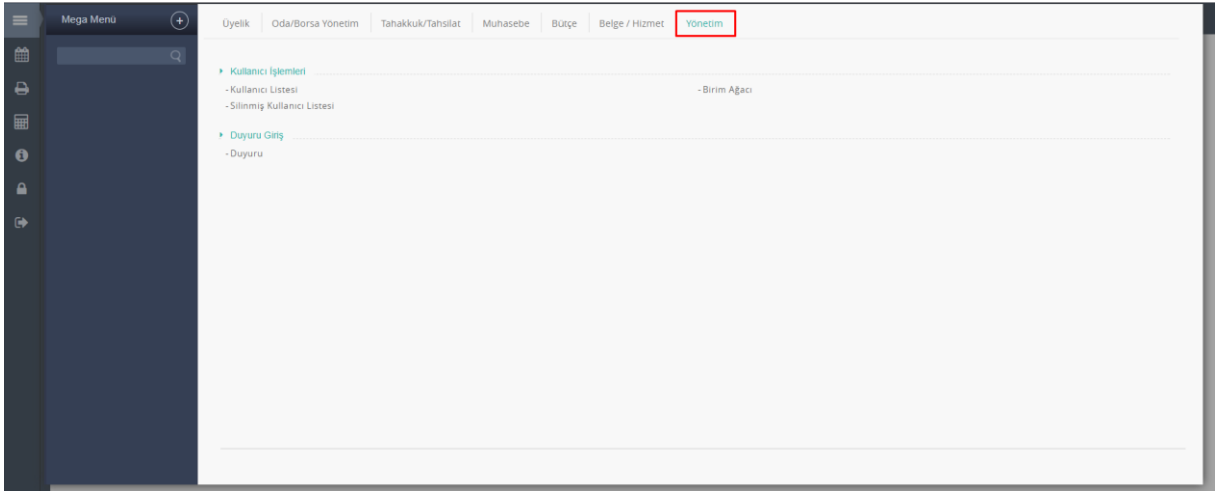 Mega Menü
Üyelik Oda/Borsa Yönetim Tahakkuk/Tahsilat Muhasebe Bütçe Belge / Hizmet Yönetim
Kullanıcı İşlemleri
- Kullanıcı Listesi - Birim Ağacı
- Silinmiş Kullanıcı Listesi
Duyuru Giriş
- Duyuru